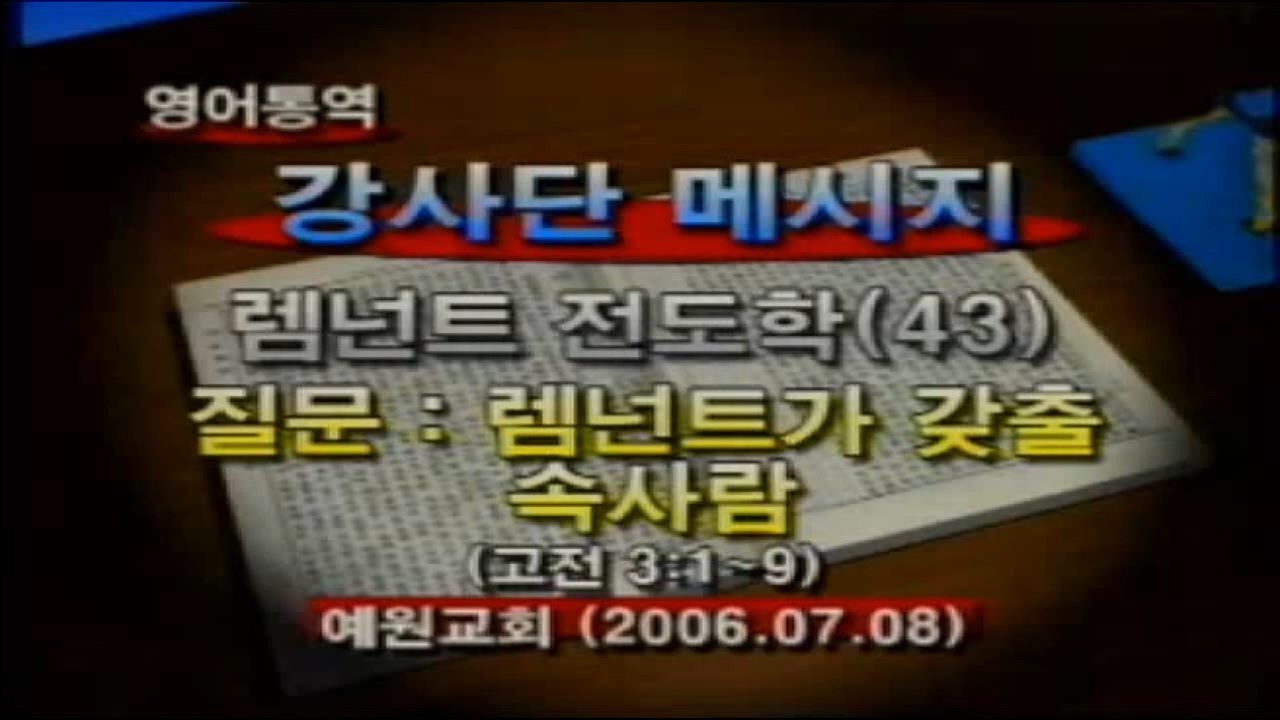 영어통역
강사단 메시지
렘넌트 전도학(43)
질문 : 렘넌트가 갖출
속사람
(고전 3:1~9)
예원교회 (2006.07.08)